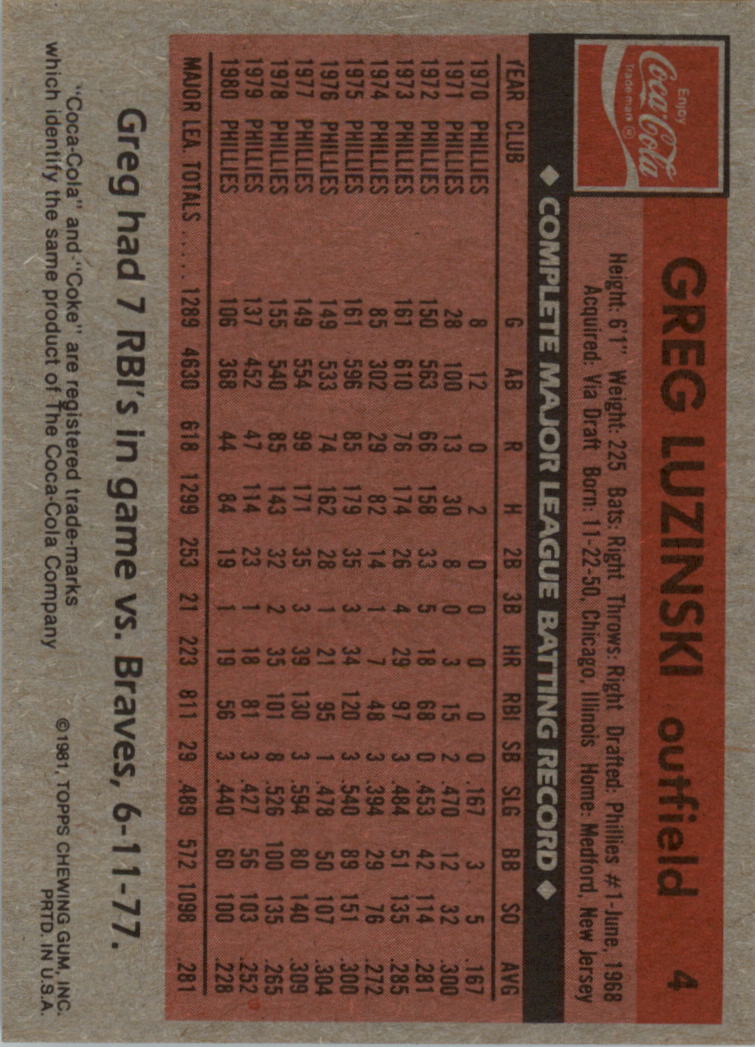 Enjoy
Coca-Cola
Trade-mark ®
GREG LUZINSKI outfield 4
Height: 6'1" Weight: 225 Bats: Right Throws: Right Drafted: Phillies #1-June, 1968
Acquired: Via Draft Born: 11-22-50, Chicago, Illinois Home: Medford, New Jersey
◆ COMPLETE MAJOR LEAGUE BATTING RECORD ◆
YEAR CLUB G AB R H 2B 3B HR RBI SB SLG BB SO AVG
1970 PHILLIES 8 12 0 2 0 0 0 0 0 .167 3 5 .167
1971 PHILLIES 28 100 13 30 8 0 3 15 2 .470 12 32 .300
1972 PHILLIES 150 563 66 158 33 5 18 68 0 .453 42 114 .281
1973 PHILLIES 161 610 76 174 26 4 29 97 3 .484 51 135 .285
1974 PHILLIES 85 302 29 82 14 1 7 48 3 .394 29 76 .272
1975 PHILLIES 161 596 85 179 35 3 34 120 3 .540 89 151 .300
1976 PHILLIES 149 533 74 162 28 1 21 95 1 .478 50 107 .304
1977 PHILLIES 149 554 99 171 35 3 39 130 3 .594 80 140 .309
1978 PHILLIES 155 540 85 143 32 2 35 101 8 .526 100 135 .265
1979 PHILLIES 137 452 47 114 23 1 18 81 3 .427 56 103 .252
1980 PHILLIES 106 368 44 84 19 1 19 56 3 .440 60 100 .228
MAJOR LEA. TOTALS ..... 1289 4630 618 1299 253 21 223 811 29 .489 572 1098 .281
Greg had 7 RBI's in game vs. Braves, 6-11-77.
"Coca-Cola" and "Coke" are registered trade-marks
which identify the same product of The Coca-Cola Company
©1981, TOPPS CHEWING GUM, INC.
PRTD. IN U.S.A.